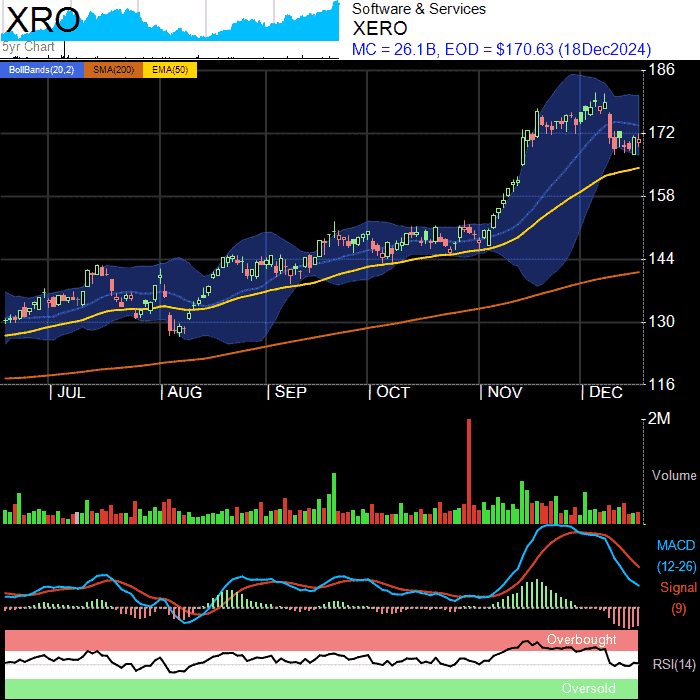 XRO
5yr Chart
Software & Services
XERO
MC = 26.1B, EOD = $170.63 (18Dec2024)
BollBands(20,2) SMA(200) EMA(50)
186
172
158
144
130
116
JUL AUG SEP OCT NOV DEC
2M
Volume
MACD
(12-26)
Signal
(9)
Overbought
RSI(14)
Oversold